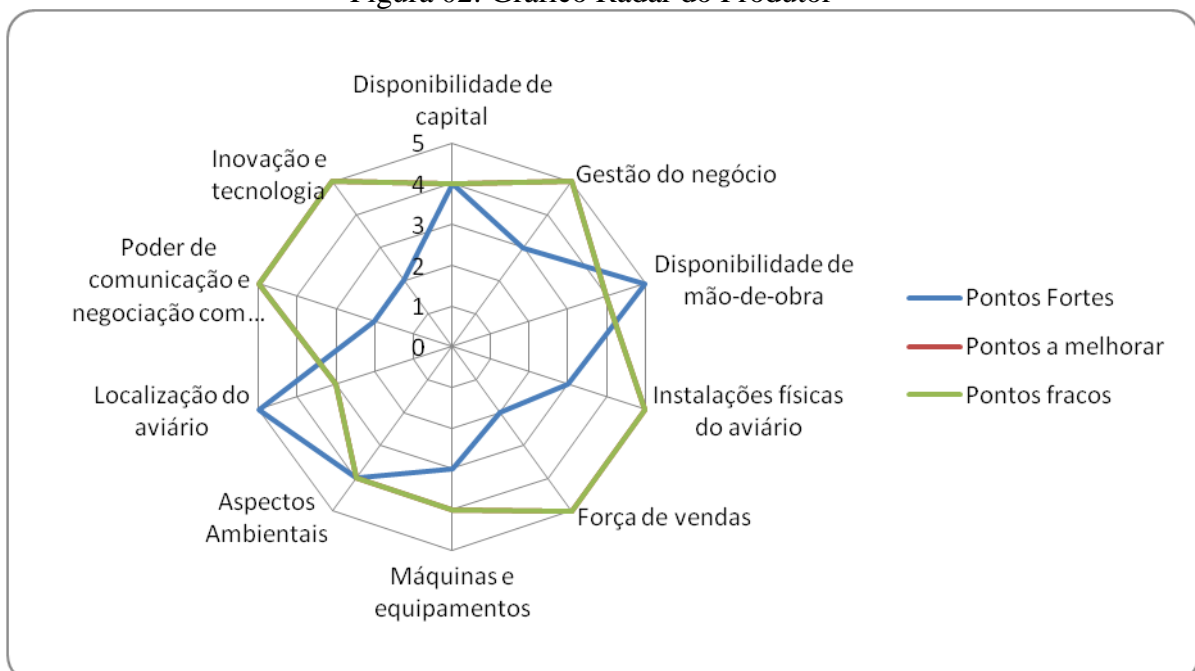 Figura 02: Gráfico Radar do Produtor
Disponibilidade de
capital
5
4
3
2
1
0
Gestão do negócio
Disponibilidade de
mão-de-obra
Instalações físicas
do aviário
Força de vendas
Máquinas e
equipamentos
Aspectos
Ambientais
Localização do
aviário
Poder de
comunicação e
negociação com ...
Inovação e
tecnologia
Pontos Fortes
Pontos a melhorar
Pontos fracos